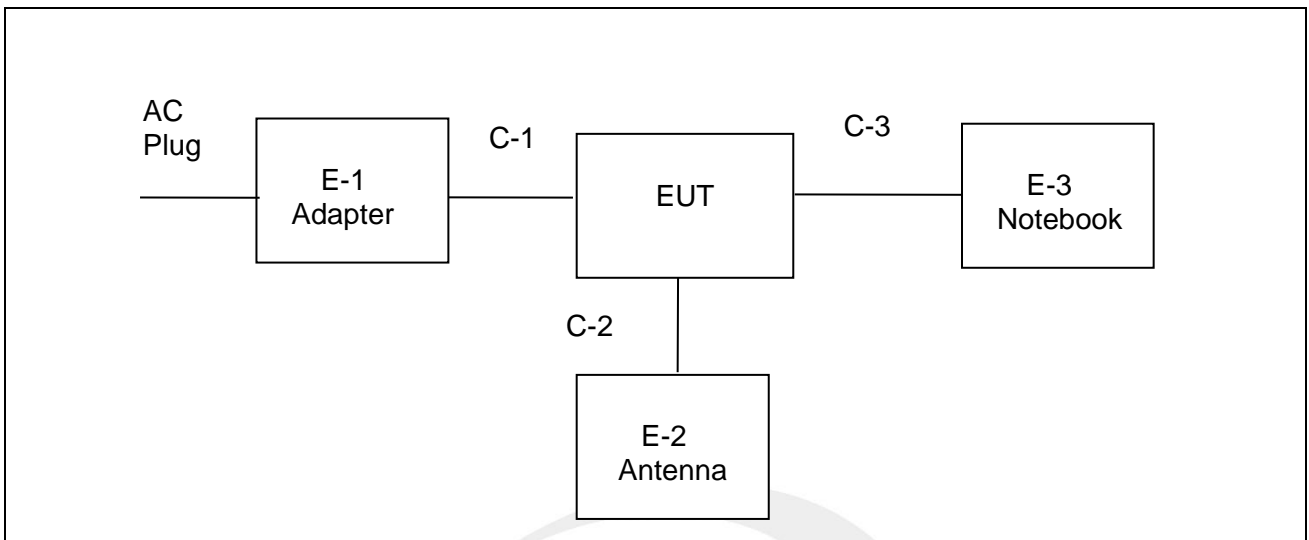 AC
Plug
E-1
Adapter
C-1
EUT
C-3
E-3
Notebook
C-2
E-2
Antenna